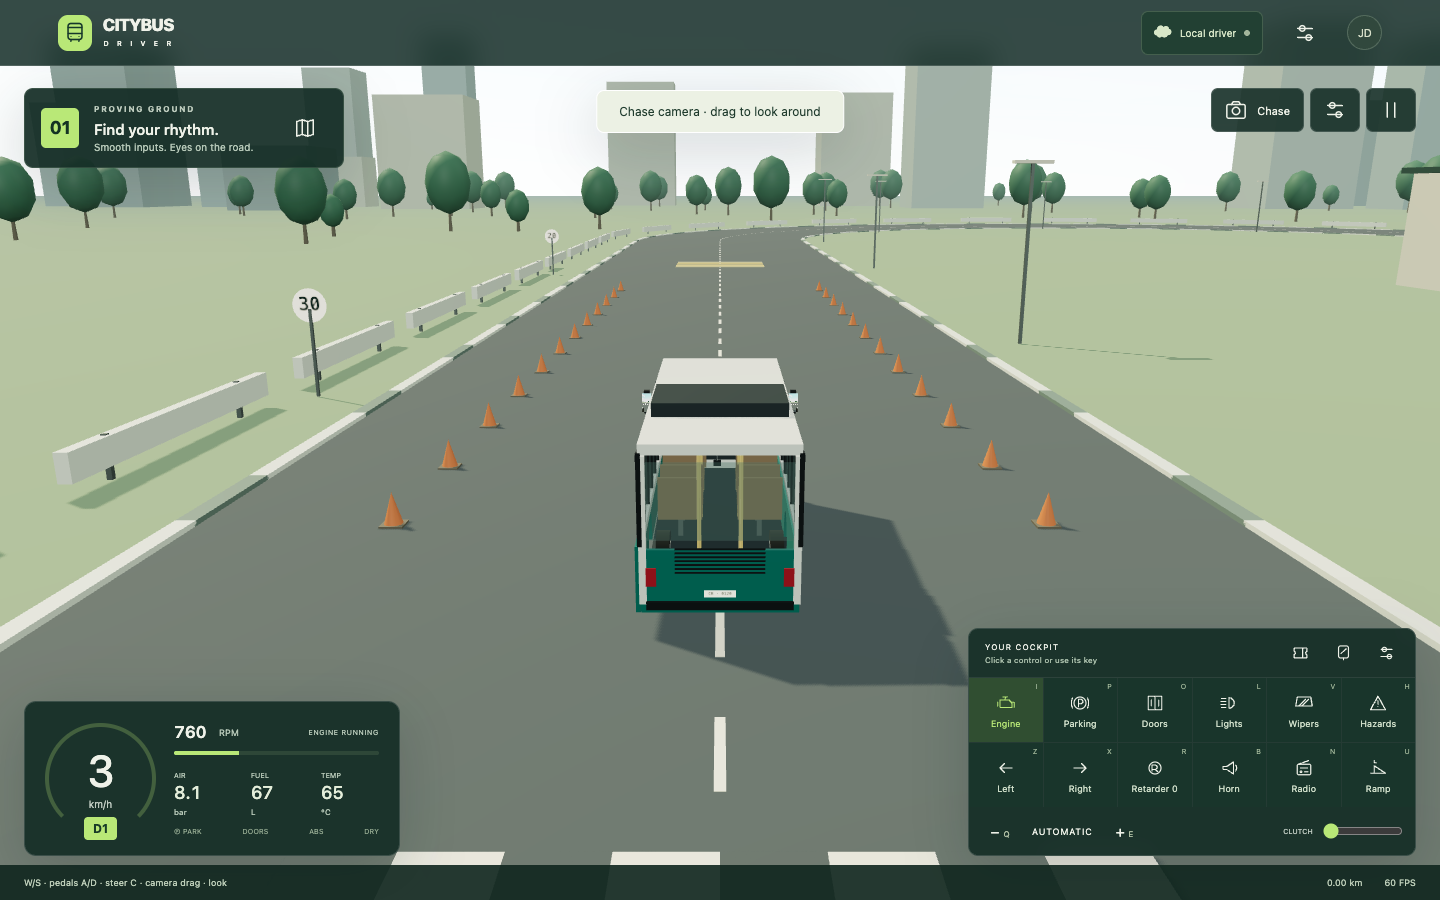 CITYBUS
DRIVER
Local driver
JD
01
PROVING GROUND
Find your rhythm.
Smooth inputs. Eyes on the road.
Chase camera · drag to look around
Chase
20
30
YOUR COCKPIT
Click a control or use its key
I
Engine
P
Parking
O
Doors
L
Lights
V
Wipers
H
Hazards
Z
Left
X
Right
R
Retarder 0
B
Horn
N
Radio
U
Ramp
− Q
AUTOMATIC
+ E
CLUTCH
3
km/h
D1
760 RPM
ENGINE RUNNING
AIR
8.1
bar
FUEL
67
L
TEMP
65
°C
Ⓟ PARK
DOORS
ABS
DRY
W/S · pedals A/D · steer C · camera drag · look
0.00 km
60 FPS